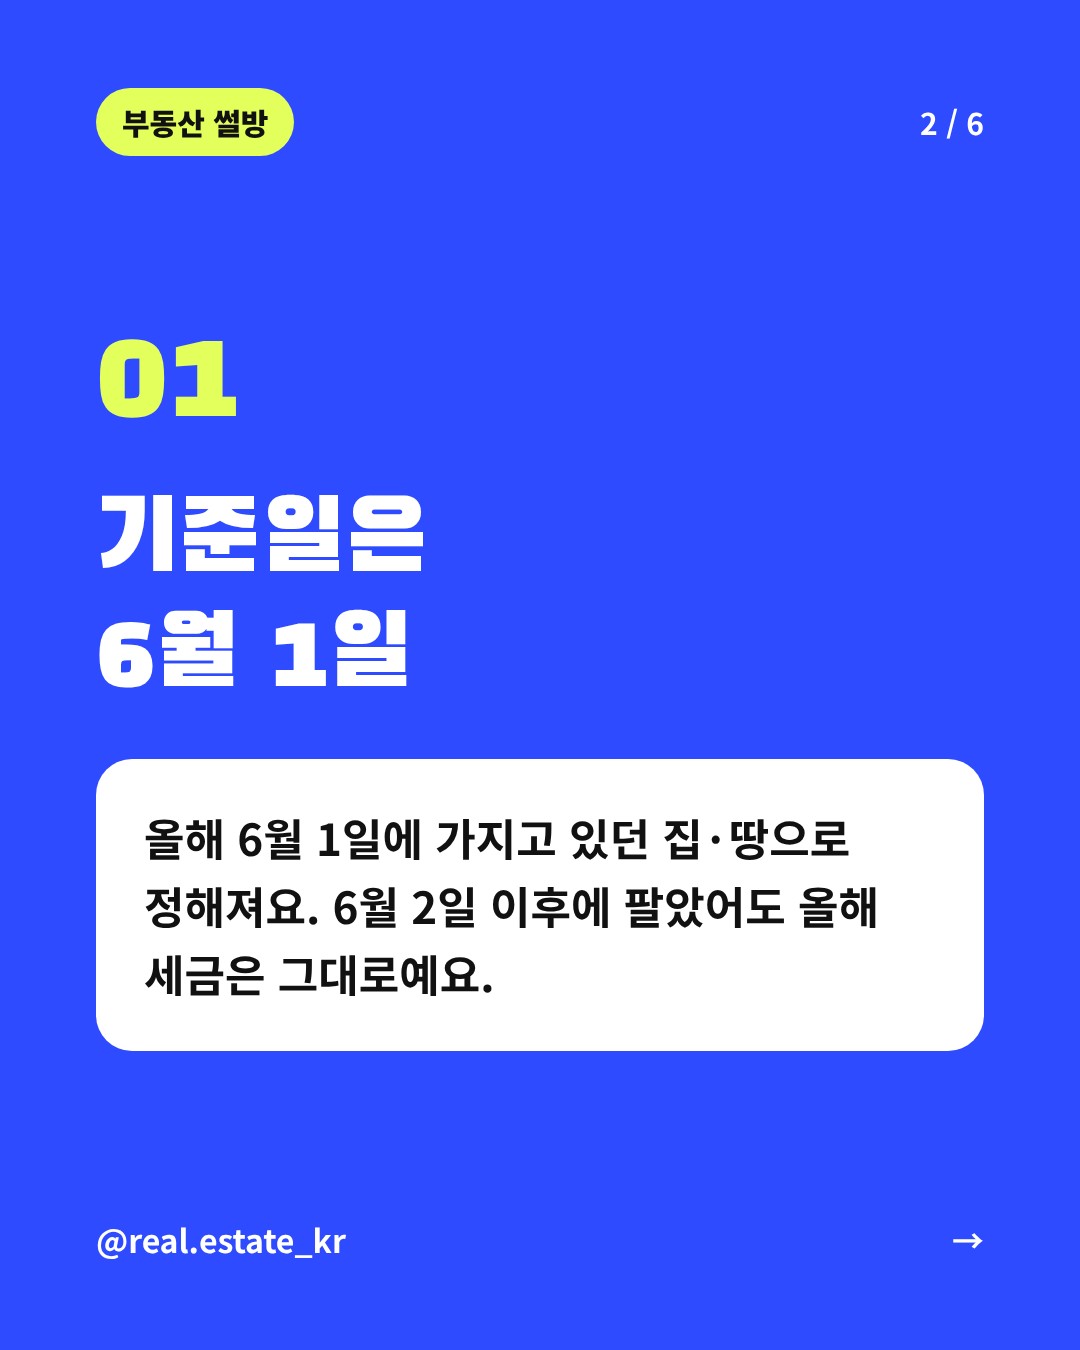 부동산 썰방
2 / 6
01
기준일은
6월 1일
올해 6월 1일에 가지고 있던 집·땅으로
정해져요. 6월 2일 이후에 팔았어도 올해
세금은 그대로예요.
@real.estate_kr
→